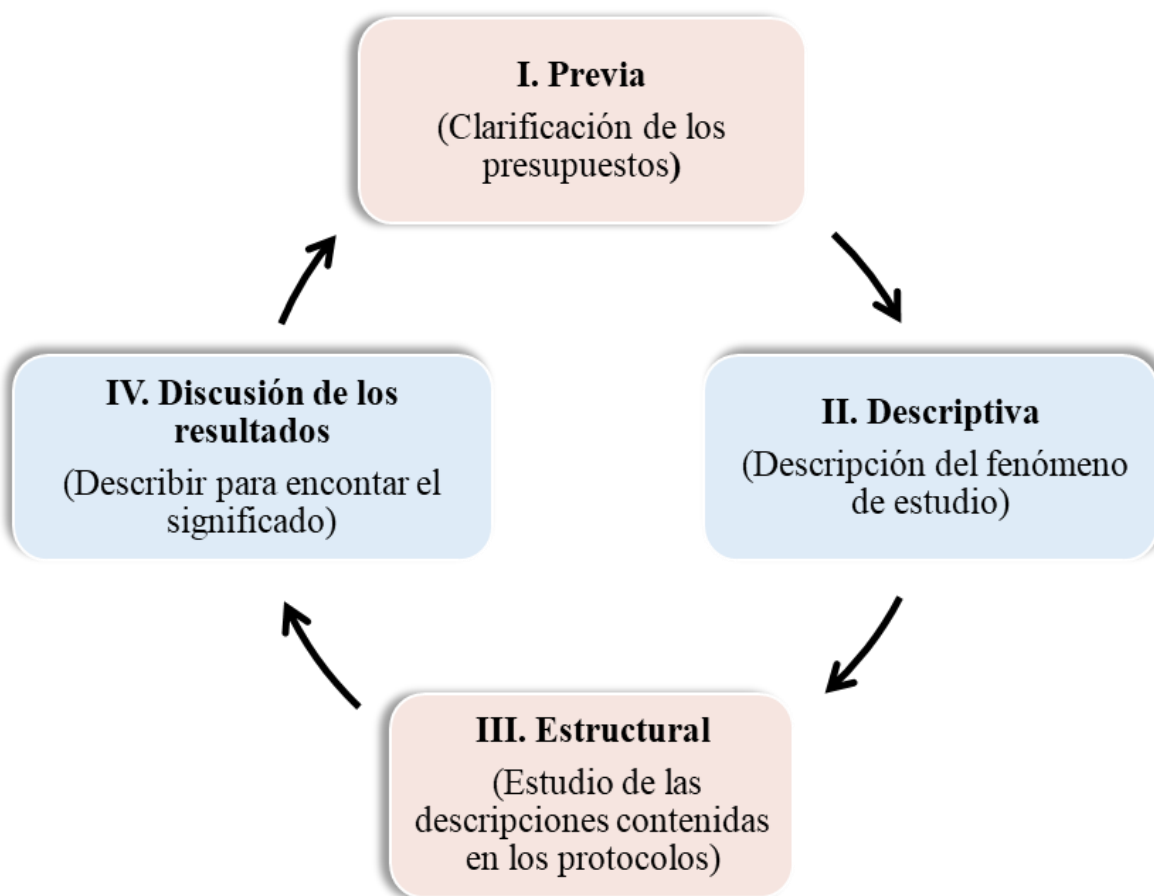 I. Previa
(Clarificación de los
presupuestos)
II. Descriptiva
(Descripción del fenómeno
de estudio)
III. Estructural
(Estudio de las
descripciones contenidas
en los protocolos)
IV. Discusión de los
resultados
(Describir para encontar el
significado)